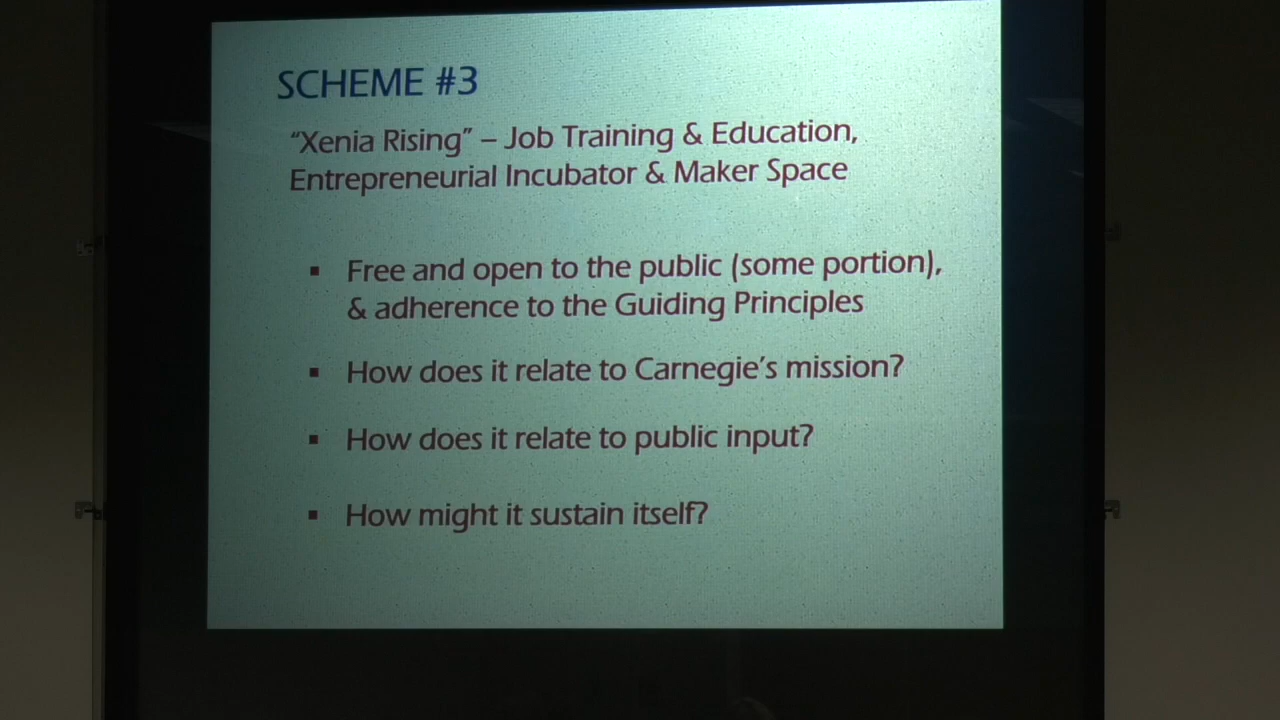 SCHEME #3
“Xenia Rising” – Job Training & Education,
Entrepreneurial Incubator & Maker Space
▪ Free and open to the public (some portion),
& adherence to the Guiding Principles
▪ How does it relate to Carnegie’s mission?
▪ How does it relate to public input?
▪ How might it sustain itself?